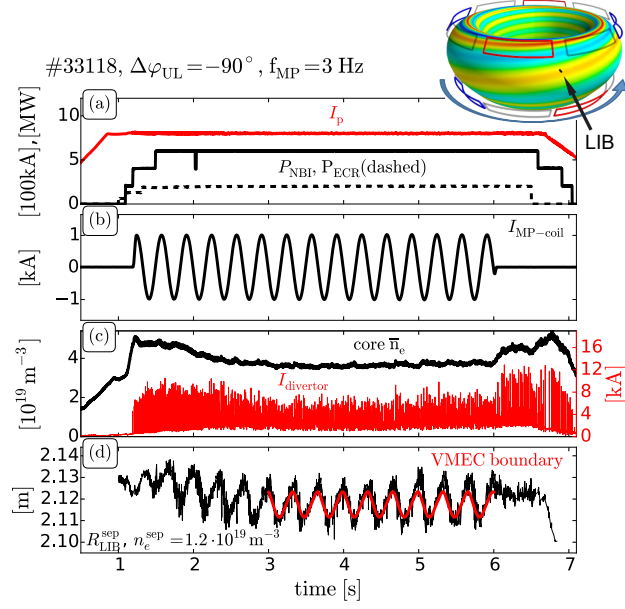 #33118, Δφ_UL=−90°, f_MP=3 Hz
LIB
(a)
I_p
P_NBI, P_ECR(dashed)
[100kA],[MW]
10
5
0
(b)
I_MP−coil
[kA]
1
0
−1
(c)
core n̅_e
I_divertor
[10^19 m^−3]
4
2
0
[kA]
16
12
8
4
0
(d)
VMEC boundary
[m]
2.14
2.13
2.12
2.11
2.10
R_LIB^sep, n_e^sep=1.2·10^19 m^−3
1 2 3 4 5 6 7
time [s]